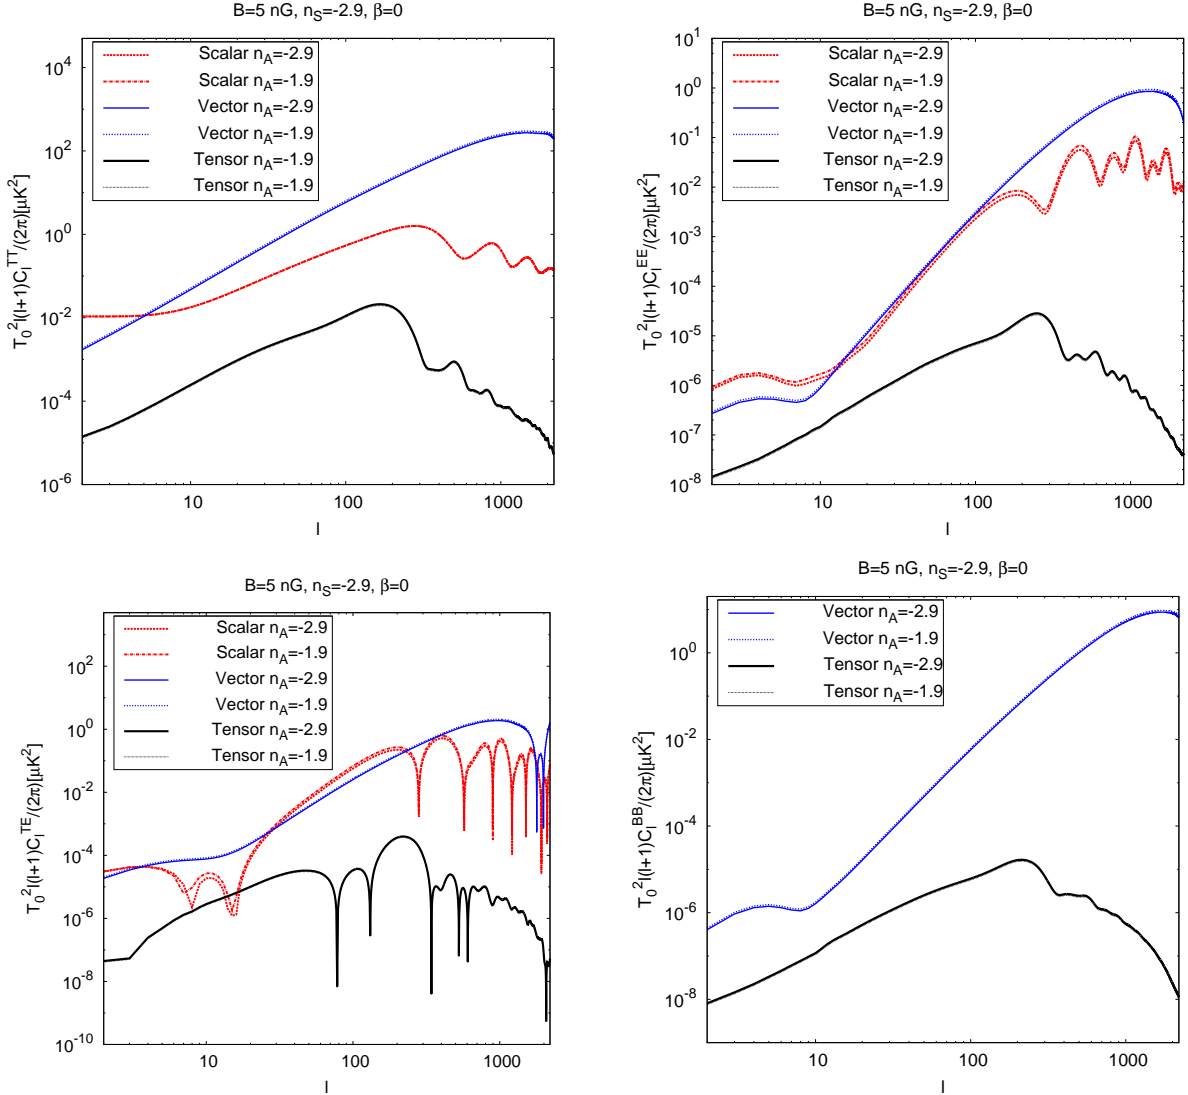 B=5 nG, n_S=-2.9, β=0
Scalar n_A=-2.9
Scalar n_A=-1.9
Vector n_A=-2.9
Vector n_A=-1.9
Tensor n_A=-1.9
Tensor n_A=-1.9
10^4
10^2
10^0
10^-2
10^-4
10^-6
T_0^2l(l+1)C_l^TT/(2π)[μK^2]
10
100
1000
l
B=5 nG, n_S=-2.9, β=0
Scalar n_A=-2.9
Scalar n_A=-1.9
Vector n_A=-2.9
Vector n_A=-1.9
Tensor n_A=-2.9
Tensor n_A=-1.9
10^1
10^0
10^-1
10^-2
10^-3
10^-4
10^-5
10^-6
10^-7
10^-8
T_0^2l(l+1)C_l^EE/(2π)[μK^2]
10
100
1000
l
B=5 nG, n_S=-2.9, β=0
Scalar n_A=-2.9
Scalar n_A=-1.9
Vector n_A=-2.9
Vector n_A=-1.9
Tensor n_A=-2.9
Tensor n_A=-1.9
10^2
10^0
10^-2
10^-4
10^-6
10^-8
10^-10
T_0^2l(l+1)C_l^TE/(2π)[μK^2]
10
100
1000
l
B=5 nG, n_S=-2.9, β=0
Vector n_A=-2.9
Vector n_A=-1.9
Tensor n_A=-2.9
Tensor n_A=-1.9
10^0
10^-2
10^-4
10^-6
10^-8
T_0^2l(l+1)C_l^BB/(2π)[μK^2]
10
100
1000
l